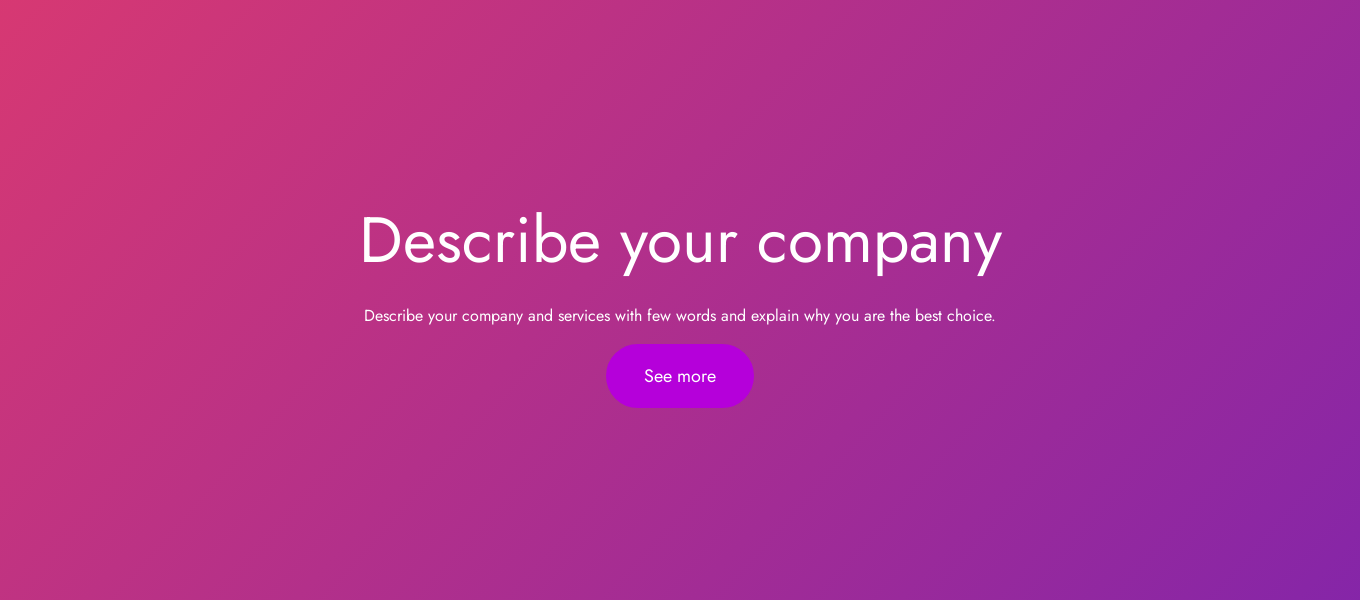 Describe your company
Describe your company and services with few words and explain why you are the best choice.
See more